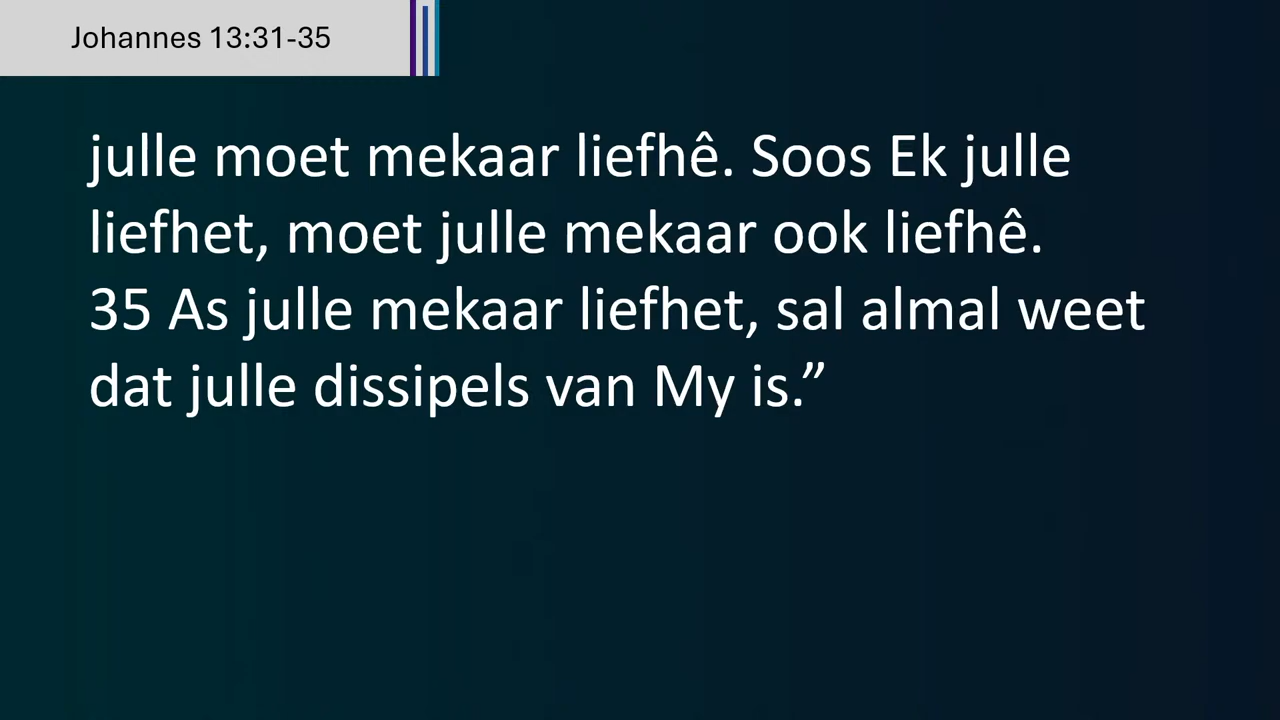 Johannes 13:31-35
julle moet mekaar liefhê. Soos Ek julle
liefhet, moet julle mekaar ook liefhê.
35 As julle mekaar liefhet, sal almal weet
dat julle dissipels van My is.”